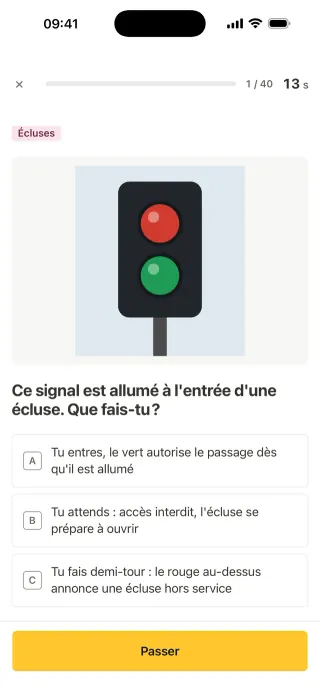 09:41
1 / 40 13 s
Écluses
Ce signal est allumé à l'entrée d'une
écluse. Que fais-tu ?
A Tu entres, le vert autorise le passage dès
qu'il est allumé
B Tu attends : accès interdit, l'écluse se
prépare à ouvrir
C Tu fais demi-tour : le rouge au-dessus
annonce une écluse hors service
Passer